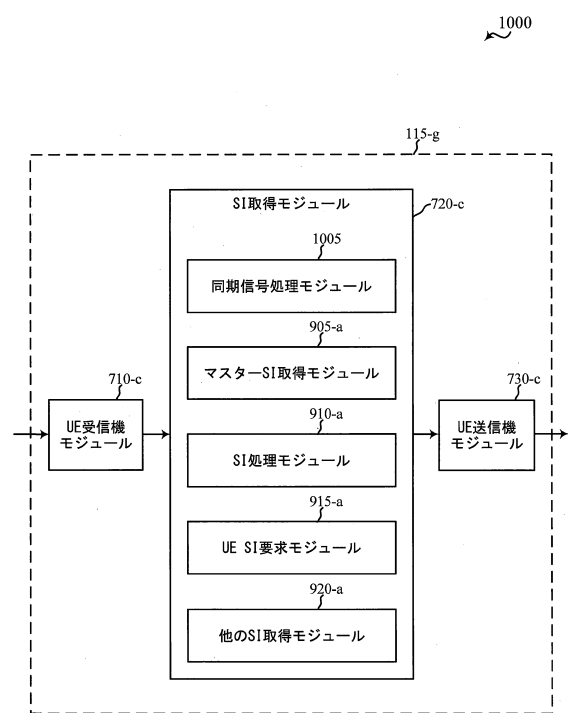 1000
115-g
SI取得モジュール
720-c
1005
同期信号処理モジュール
905-a
マスターSI取得モジュール
710-c
UE受信機
モジュール
910-a
SI処理モジュール
730-c
UE送信機
モジュール
915-a
UE SI要求モジュール
920-a
他のSI取得モジュール